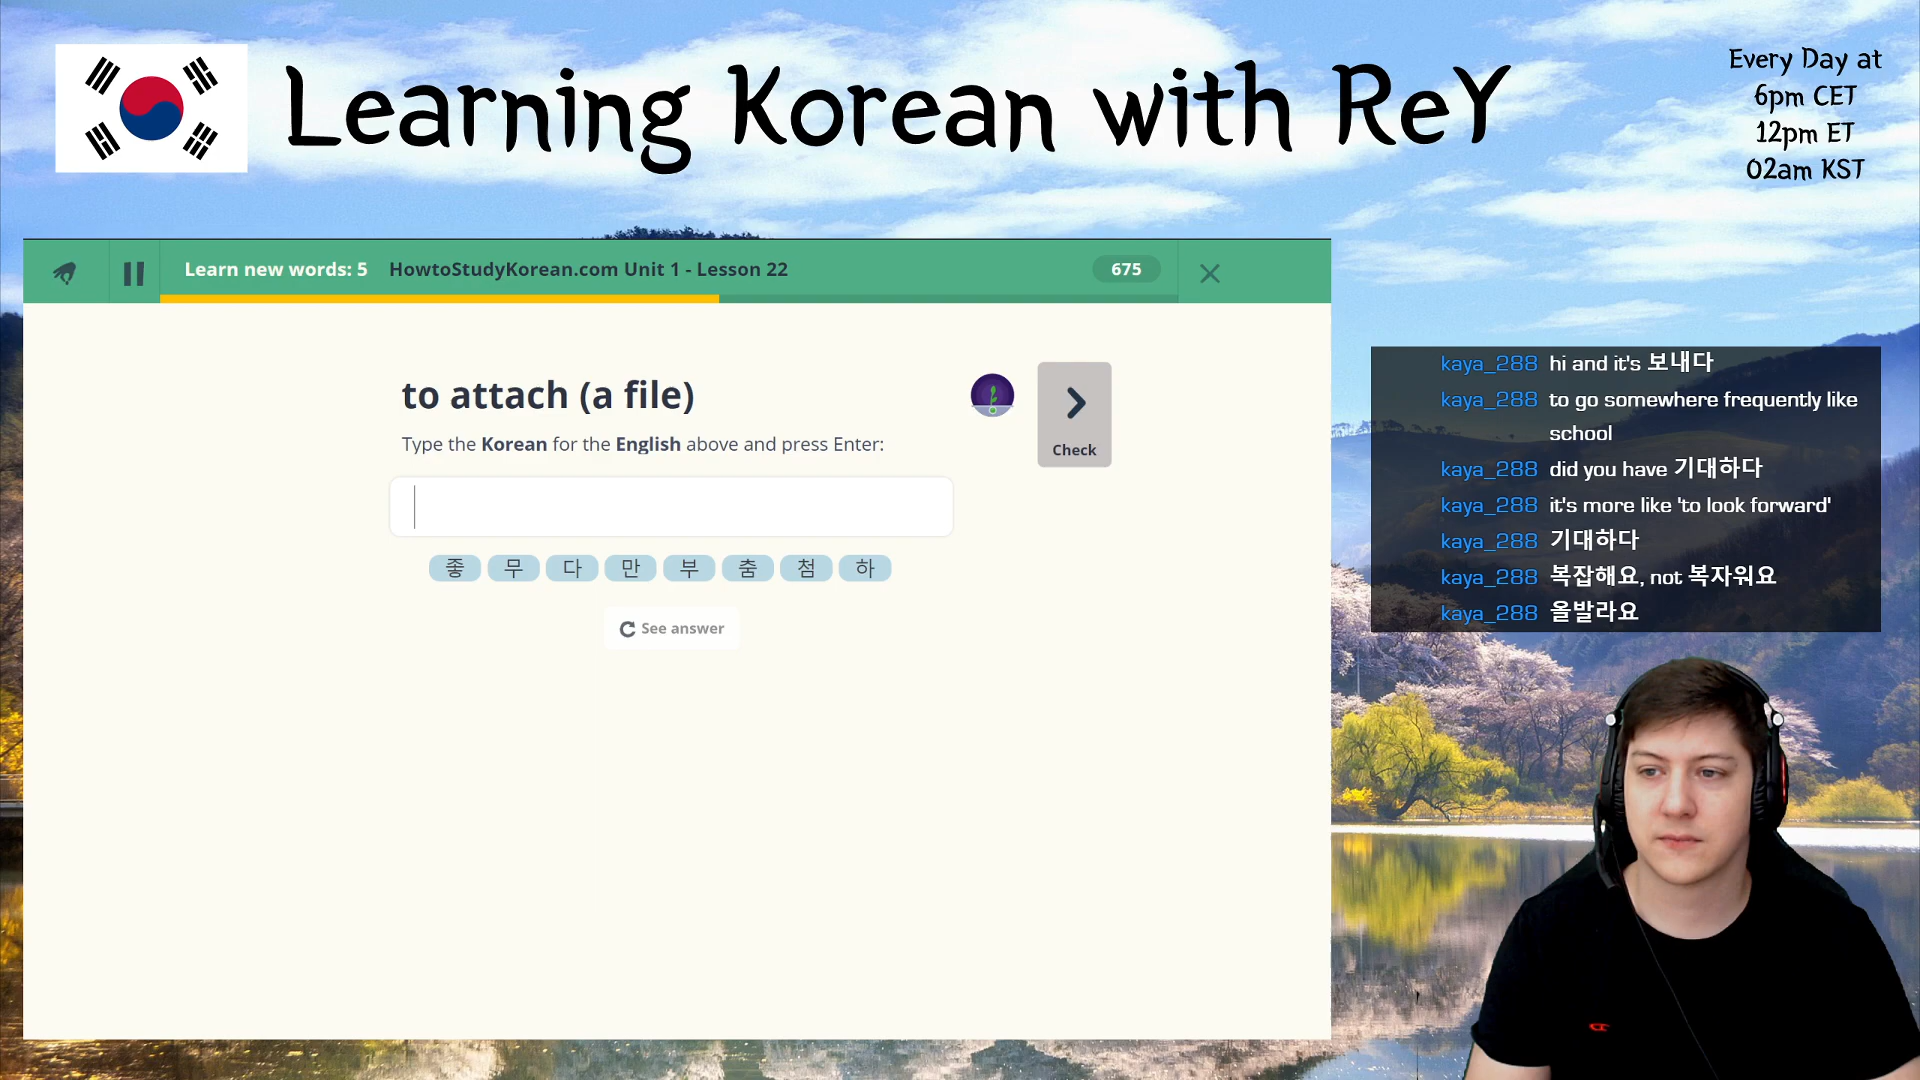 Learning Korean with ReY
Every Day at
6pm CET
12pm ET
02am KST
Learn new words: 5 HowtoStudyKorean.com Unit 1 - Lesson 22
675
to attach (a file)
Check
Type the Korean for the English above and press Enter:
좋 무 다 만 부 춤 첨 하
See answer
kaya_288 hi and it's 보내다
kaya_288 to go somewhere frequently like
school
kaya_288 did you have 기대하다
kaya_288 it's more like 'to look forward'
kaya_288 기대하다
kaya_288 복잡해요, not 복자워요
kaya_288 올발라요